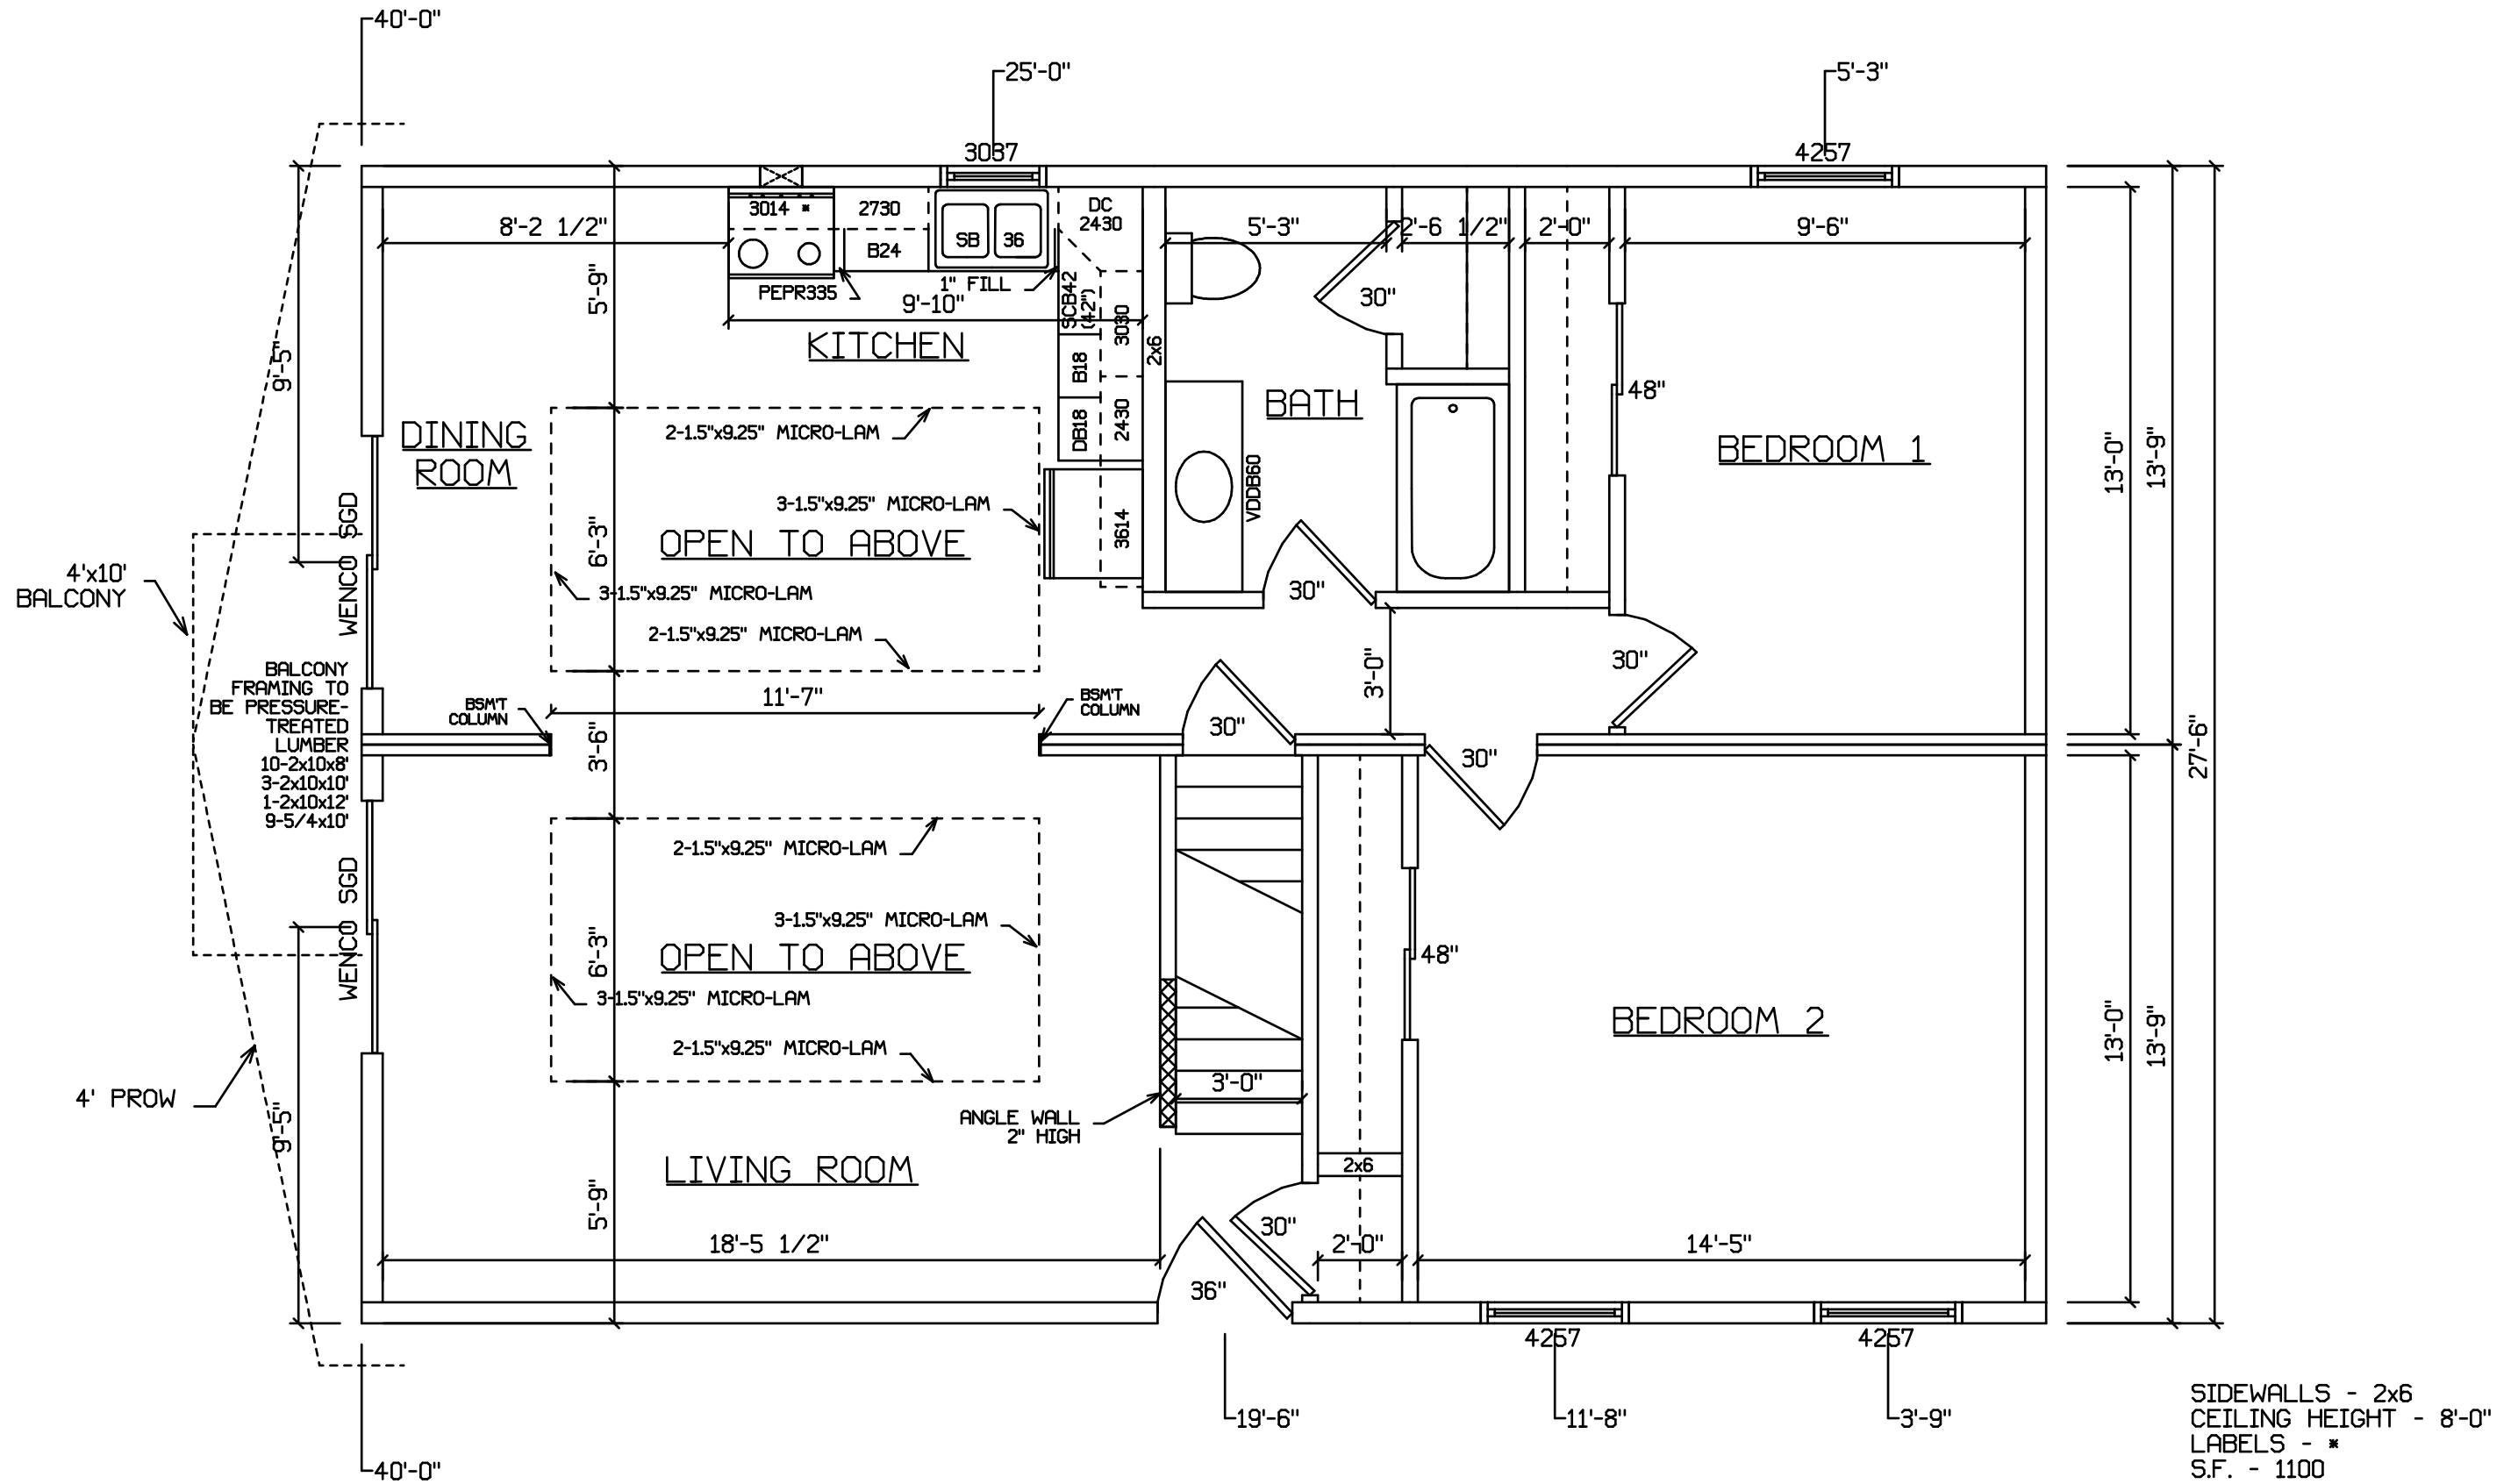 40'-0"
25'-0"
5'-3"
3037
4257
3014 *
2730
DC
2430
8'-2 1/2"
B24
SB 36
5'-3"
2'-6 1/2"
2'-0"
9'-6"
PEPR335
1" FILL
9'-10"
SCB42
(42")
3030
2x6
30"
5'-9"
KITCHEN
9'-5"
B18
48"
BATH
DINING
ROOM
2-1.5"x9.25" MICRO-LAM
DB18
2430
BEDROOM 1
13'-0"
13'-9"
WENCO SGD
3-1.5"x9.25" MICRO-LAM
VDDB60
OPEN TO ABOVE
6'-3"
3614
4'x10'
BALCONY
3-1.5"x9.25" MICRO-LAM
30"
2-1.5"x9.25" MICRO-LAM
3'-0"
30"
BALCONY
FRAMING TO
BE PRESSURE-
TREATED
LUMBER
10-2x10x8'
3-2x10x10'
1-2x10x12'
9-5/4x10'
BSM'T
COLUMN
11'-7"
BSM'T
COLUMN
30"
3'-6"
30"
27'-6"
2-1.5"x9.25" MICRO-LAM
WENCO SGD
3-1.5"x9.25" MICRO-LAM
OPEN TO ABOVE
6'-3"
48"
3-1.5"x9.25" MICRO-LAM
BEDROOM 2
13'-0"
13'-9"
2-1.5"x9.25" MICRO-LAM
3'-0"
4' PROW
9'-5"
ANGLE WALL
2" HIGH
LIVING ROOM
2x6
5'-9"
30"
18'-5 1/2"
2'-0"
14'-5"
36"
4257
4257
19'-6"
11'-8"
3'-9"
40'-0"
SIDEWALLS - 2x6
CEILING HEIGHT - 8'-0"
LABELS - *
S.F. - 1100